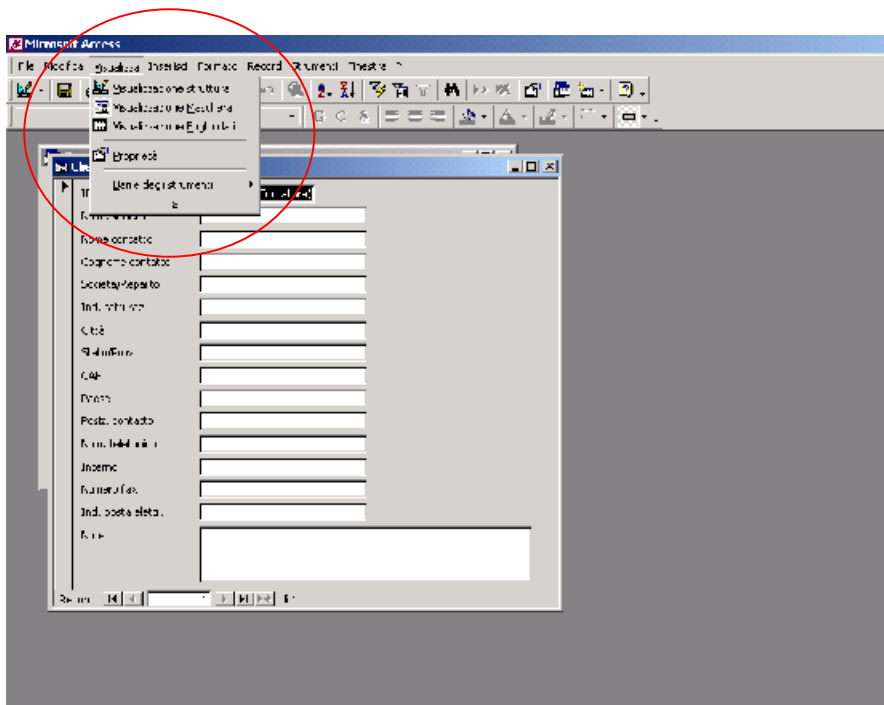 Microsoft Access
File Modifica Visualizza Inserisci Formato Record Strumenti Finestra ?
Visualizzazione struttura
Visualizzazione Maschera
Visualizzazione Foglio dati
Proprietà
Barre degli strumenti
G C S
Nome contatto
Cognome contatto
Società/Reparto
Città
Stato/Prov.
CAP
Paese
Posiz. contatto
Interno
Numero fax
Ind. posta elettr.
Note
Record: